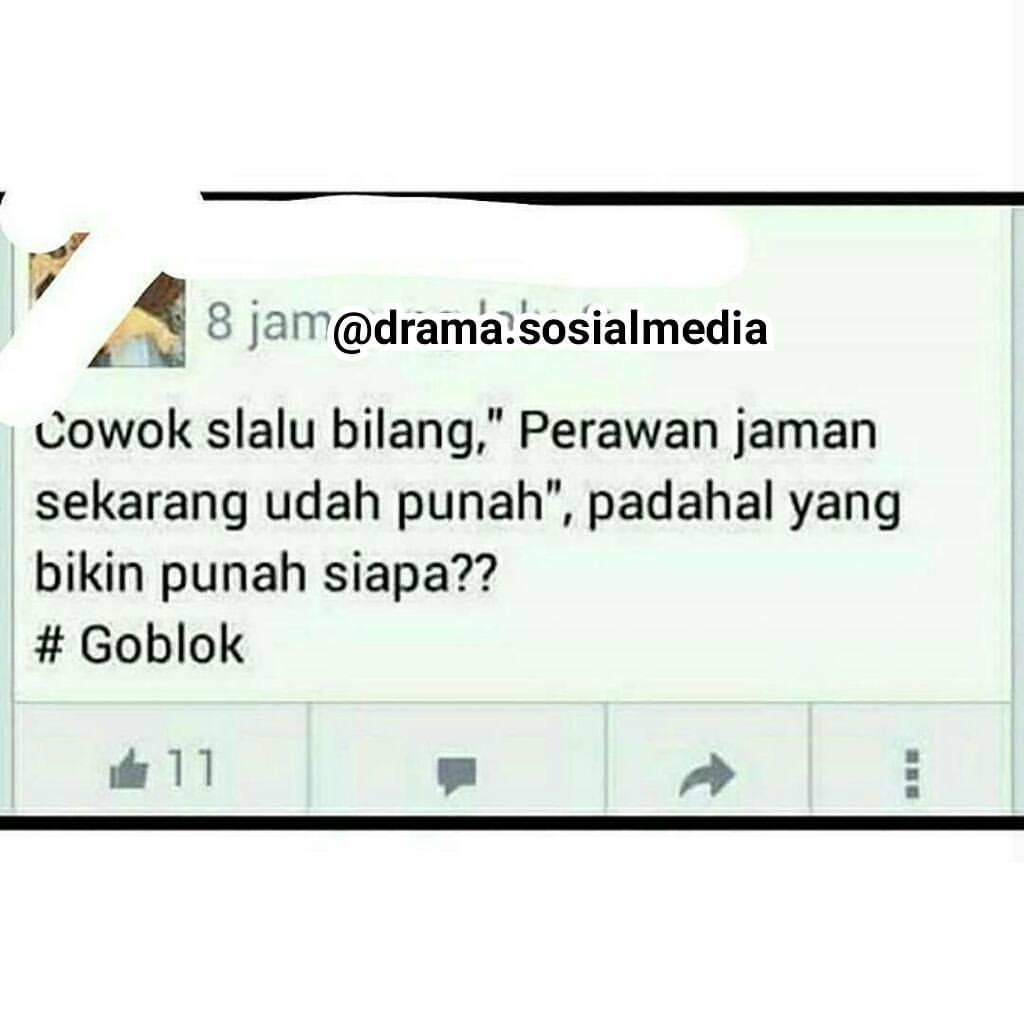 8 jam
@drama.sosialmedia
Cowok slalu bilang," Perawan jaman
sekarang udah punah", padahal yang
bikin punah siapa??
# Goblok
11